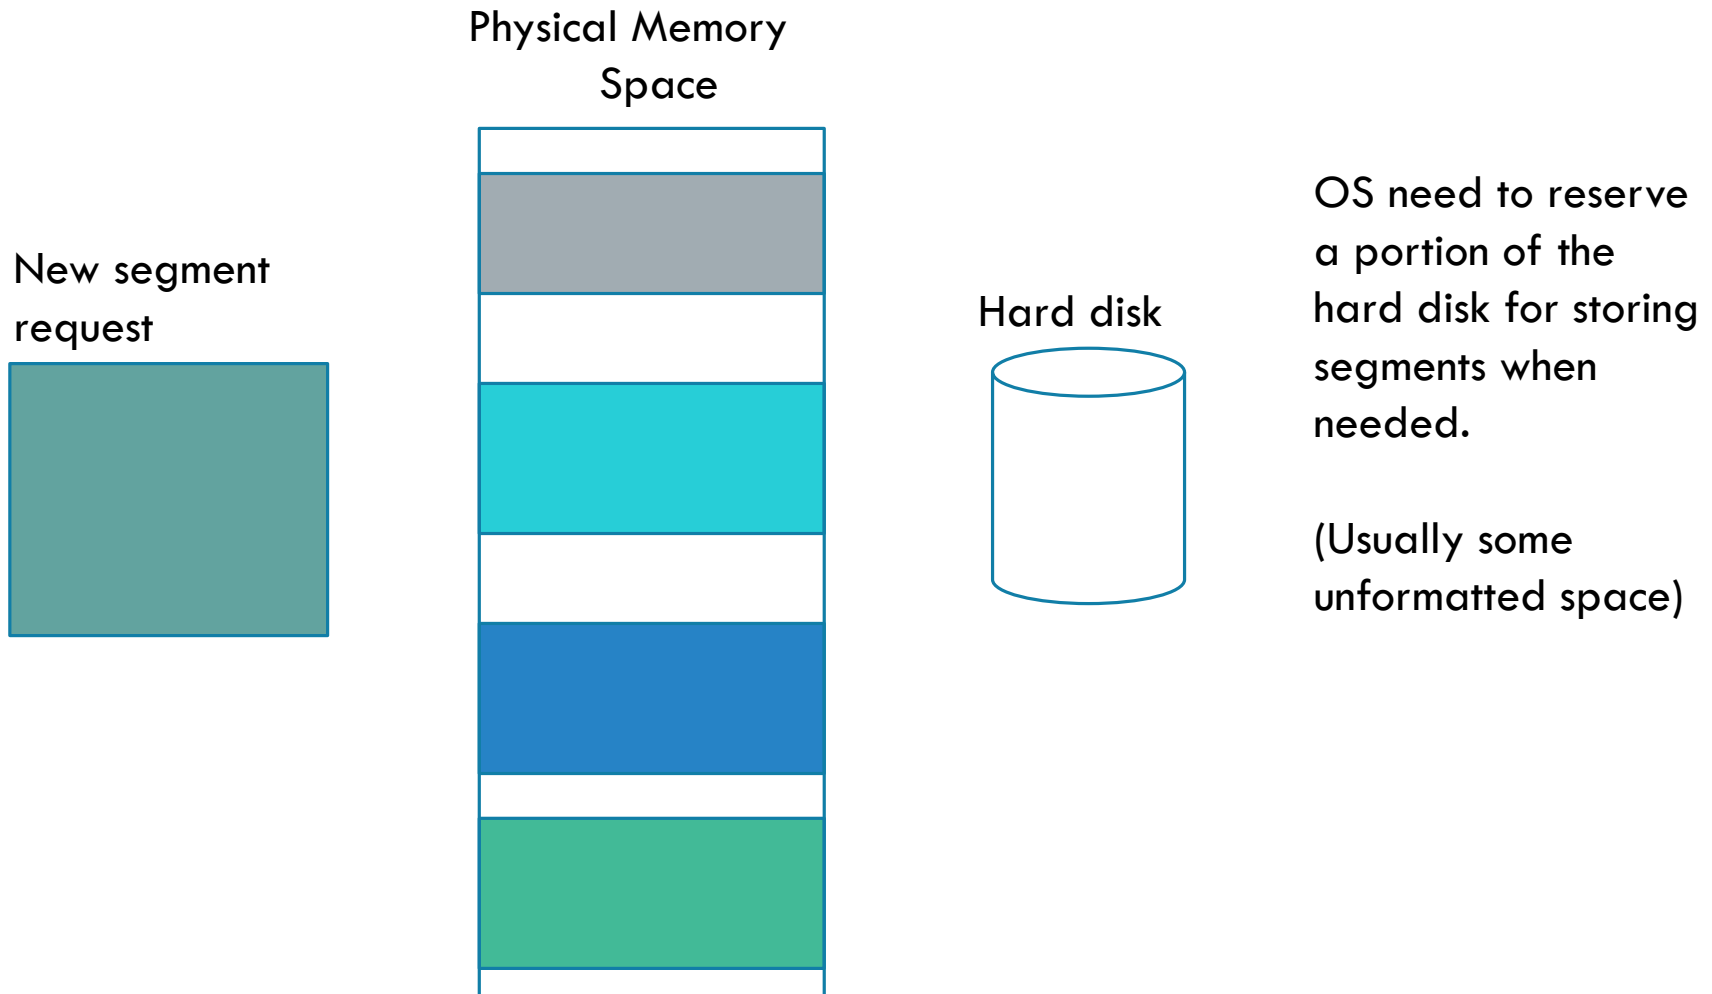 Physical Memory
Space
New segment
request
Hard disk
OS need to reserve
a portion of the
hard disk for storing
segments when
needed.
(Usually some
unformatted space)